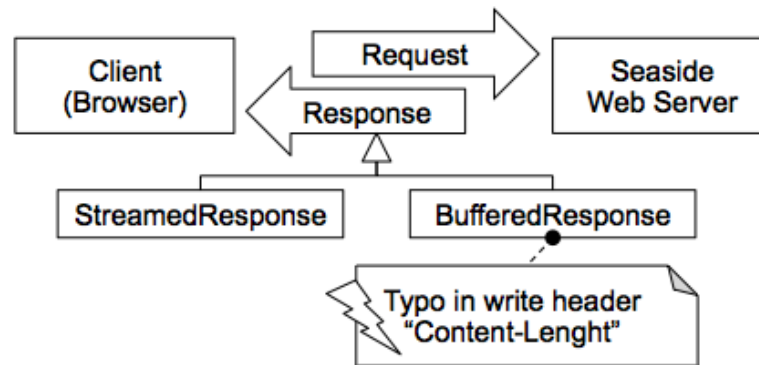 Client
(Browser)
Request
Response
Seaside
Web Server
StreamedResponse
BufferedResponse
Typo in write header
“Content-Lenght”